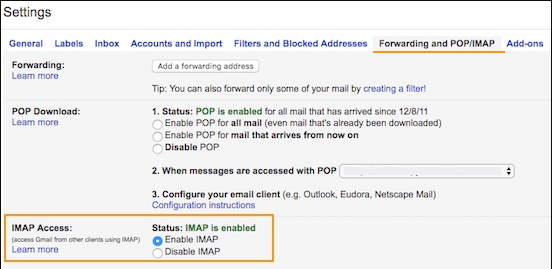 Settings
General Labels Inbox Accounts and Import Filters and Blocked Addresses Forwarding and POP/IMAP Add-ons
Forwarding: Add a forwarding address
Learn more
Tip: You can also forward only some of your mail by creating a filter!
POP Download: 1. Status: POP is enabled for all mail that has arrived since 12/8/11
Learn more Enable POP for all mail (even mail that's already been downloaded)
Enable POP for mail that arrives from now on
Disable POP
2. When messages are accessed with POP
3. Configure your email client (e.g. Outlook, Eudora, Netscape Mail)
Configuration instructions
IMAP Access: Status: IMAP is enabled
(access Gmail from other clients using IMAP) Enable IMAP
Learn more Disable IMAP